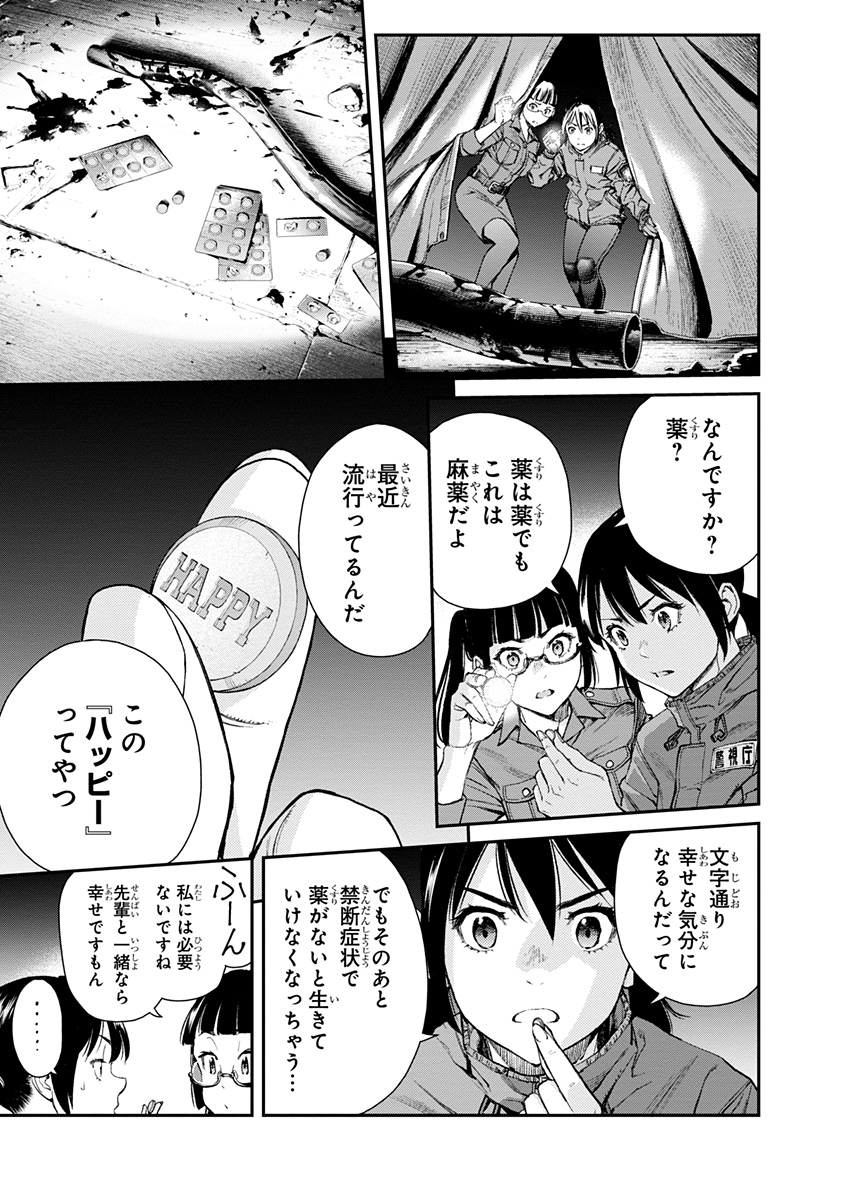 なんですか?
薬?
薬は薬でも
これは
麻薬だよ
警視庁
最近
流行ってるんだ
HAPPY
この
『ハッピー』
ってやつ
文字通り
幸せな気分に
なるんだって
でもそのあと
禁断症状で
薬がないと生きて
いけなくなっちゃう…
ふーん
私には必要
ないですね
先輩と一緒なら
幸せですもん
……